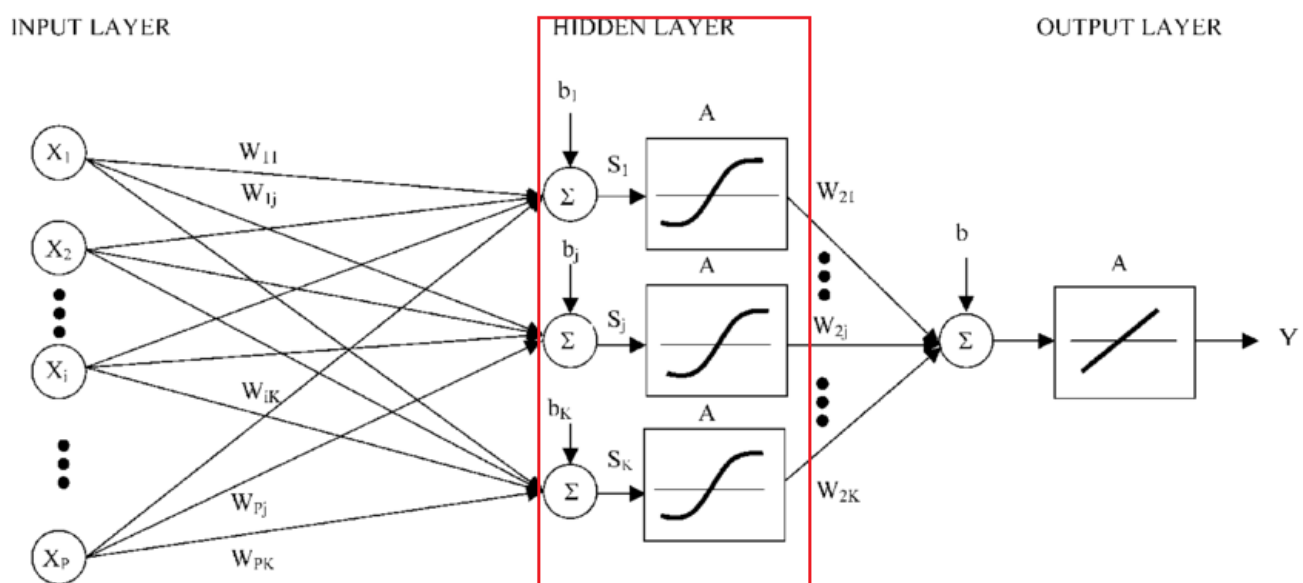 INPUT LAYER
HIDDEN LAYER
OUTPUT LAYER
b₁
A
X₁
W₁₁
S₁
W₁ⱼ
Σ
W₂₁
X₂
bⱼ
A
b
A
Sⱼ
W₂ⱼ
Σ
Σ
Y
Xⱼ
WᵢK
bK
A
SK
Σ
W₂K
WPj
XP
WPK